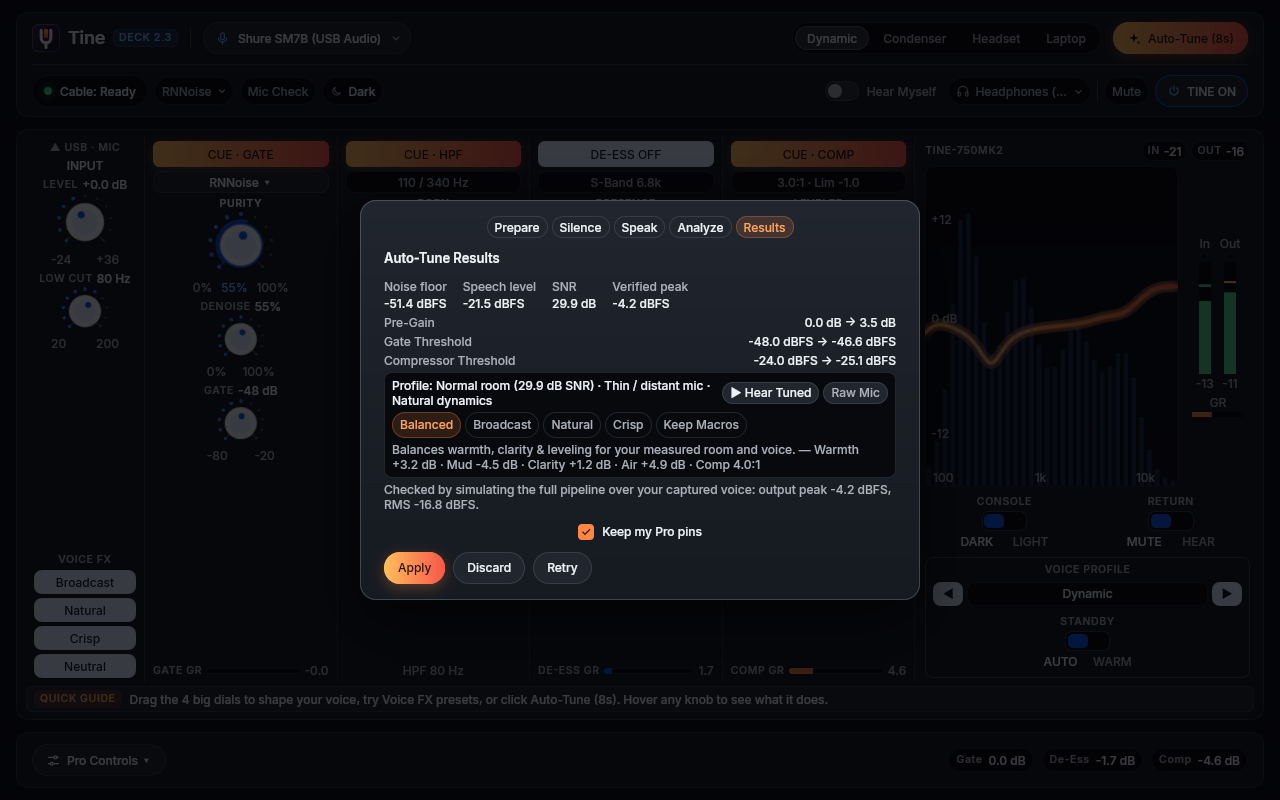 Tine
DECK 2.3
Shure SM7B (USB Audio)
Dynamic
Condenser
Headset
Laptop
Auto-Tune (8s)
Cable: Ready
RNNoise
Mic Check
Dark
Hear Myself
Headphones (...
Mute
TINE ON
USB · MIC
INPUT
LEVEL +0.0 dB
-24 +36
LOW CUT 80 Hz
20 200
VOICE FX
Broadcast
Natural
Crisp
Neutral
CUE · GATE
RNNoise
PURITY
0% 55% 100%
DENOISE 55%
0% 100%
GATE -48 dB
-80 -20
GATE GR -0.0
CUE · HPF
110 / 340 Hz
HPF 80 Hz
DE-ESS OFF
S-Band 6.8k
DE-ESS GR 1.7
CUE · COMP
3.0:1 · Lim -1.0
COMP GR 4.6
Prepare
Silence
Speak
Analyze
Results
Auto-Tune Results
Noise floor Speech level SNR Verified peak
-51.4 dBFS -21.5 dBFS 29.9 dB -4.2 dBFS
Pre-Gain 0.0 dB → 3.5 dB
Gate Threshold -48.0 dBFS → -46.6 dBFS
Compressor Threshold -24.0 dBFS → -25.1 dBFS
Profile: Normal room (29.9 dB SNR) · Thin / distant mic ·
Natural dynamics
Hear Tuned
Raw Mic
Balanced
Broadcast
Natural
Crisp
Keep Macros
Balances warmth, clarity & leveling for your measured room and voice. — Warmth
+3.2 dB · Mud -4.5 dB · Clarity +1.2 dB · Air +4.9 dB · Comp 4.0:1
Checked by simulating the full pipeline over your captured voice: output peak -4.2 dBFS,
RMS -16.8 dBFS.
Keep my Pro pins
Apply
Discard
Retry
TINE-750MK2
IN -21
OUT -16
+12
0 dB
-12
100 1k 10k
In Out
-13 -11
GR
CONSOLE
DARK LIGHT
RETURN
MUTE HEAR
VOICE PROFILE
Dynamic
STANDBY
AUTO WARM
QUICK GUIDE
Drag the 4 big dials to shape your voice, try Voice FX presets, or click Auto-Tune (8s). Hover any knob to see what it does.
Pro Controls
Gate 0.0 dB
De-Ess -1.7 dB
Comp -4.6 dB